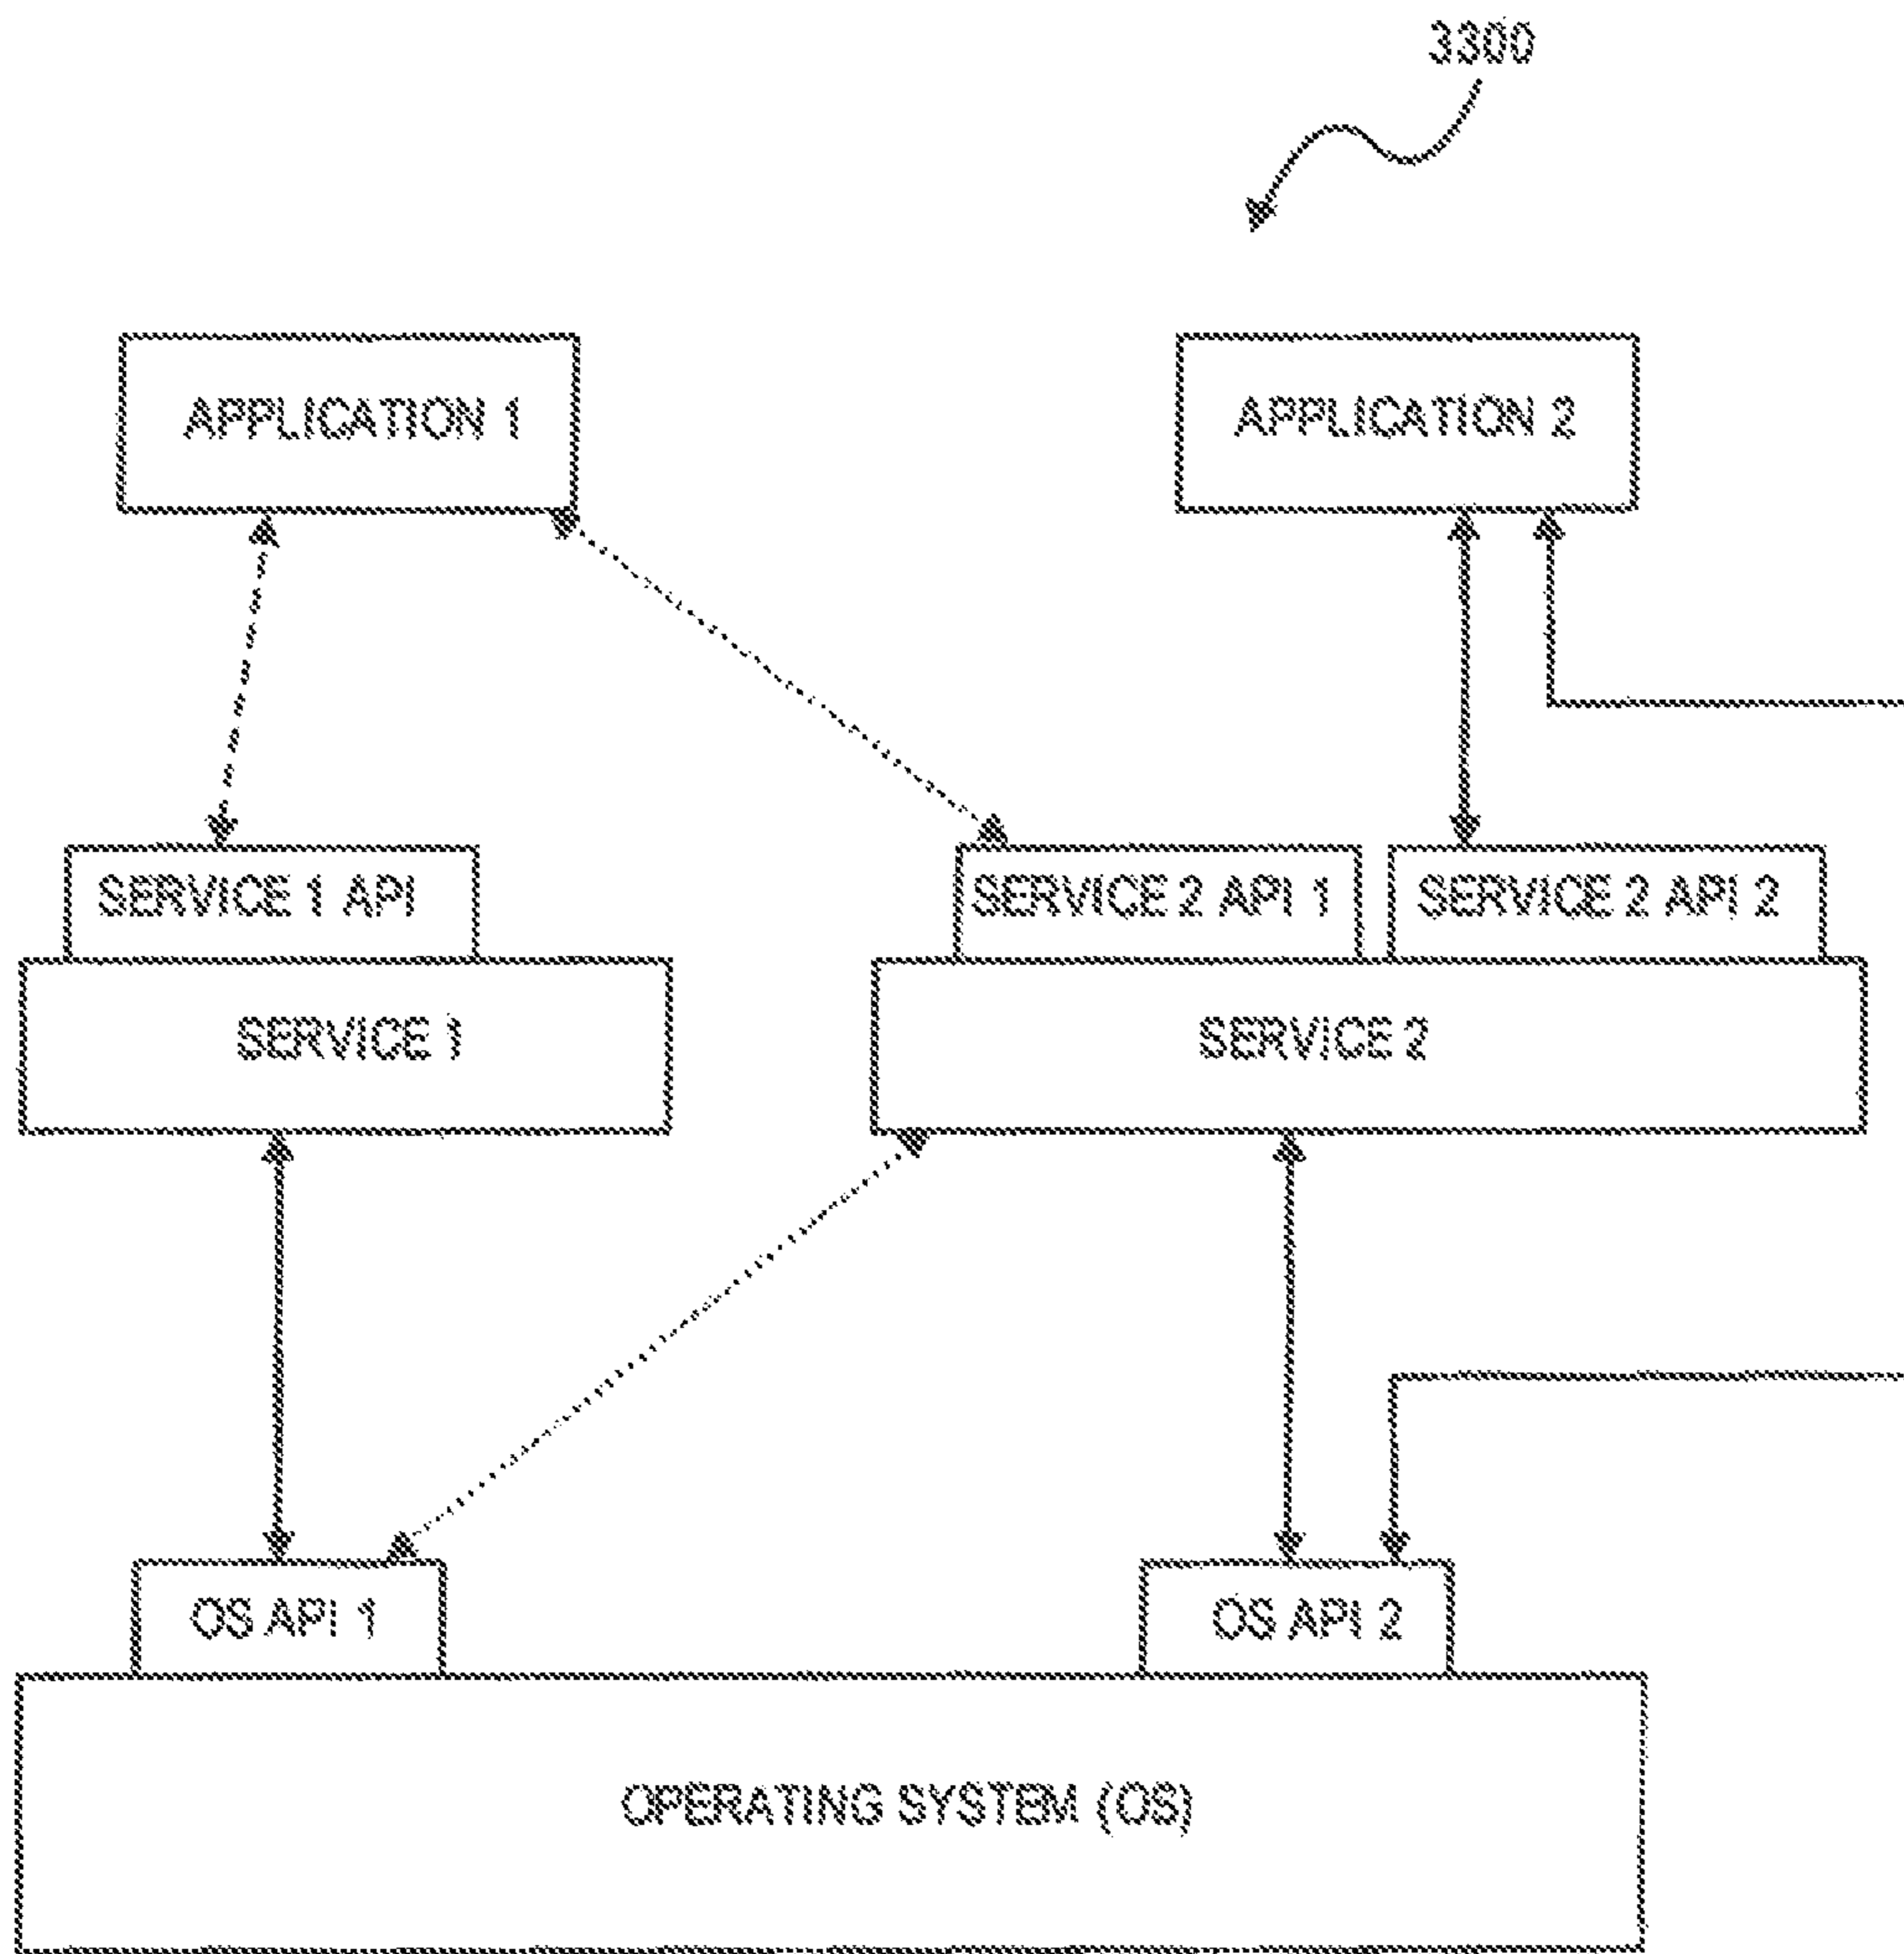 3300
APPLICATION 1
APPLICATION 2
SERVICE 1 API
SERVICE 2 API 1
SERVICE 2 API 2
SERVICE 1
SERVICE 2
OS API 1
OS API 2
OPERATING SYSTEM (OS)